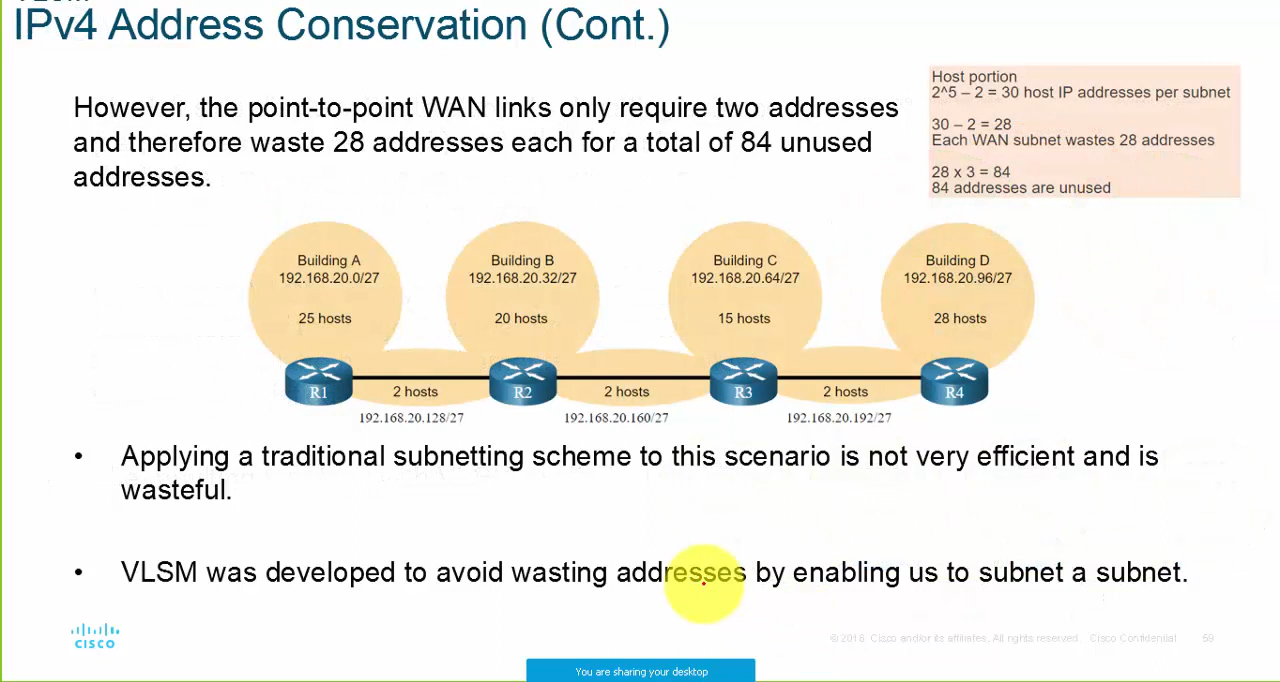 IPv4 Address Conservation (Cont.)
However, the point-to-point WAN links only require two addresses
and therefore waste 28 addresses each for a total of 84 unused
addresses.
Host portion
2^5 – 2 = 30 host IP addresses per subnet
30 – 2 = 28
Each WAN subnet wastes 28 addresses
28 x 3 = 84
84 addresses are unused
Building A
192.168.20.0/27
25 hosts
Building B
192.168.20.32/27
20 hosts
Building C
192.168.20.64/27
15 hosts
Building D
192.168.20.96/27
28 hosts
R1
2 hosts
R2
2 hosts
R3
2 hosts
R4
192.168.20.128/27
192.168.20.160/27
192.168.20.192/27
• Applying a traditional subnetting scheme to this scenario is not very efficient and is
wasteful.
• VLSM was developed to avoid wasting addresses by enabling us to subnet a subnet.
CISCO
© 2016 Cisco and/or its affiliates. All rights reserved. Cisco Confidential
59
You are sharing your desktop